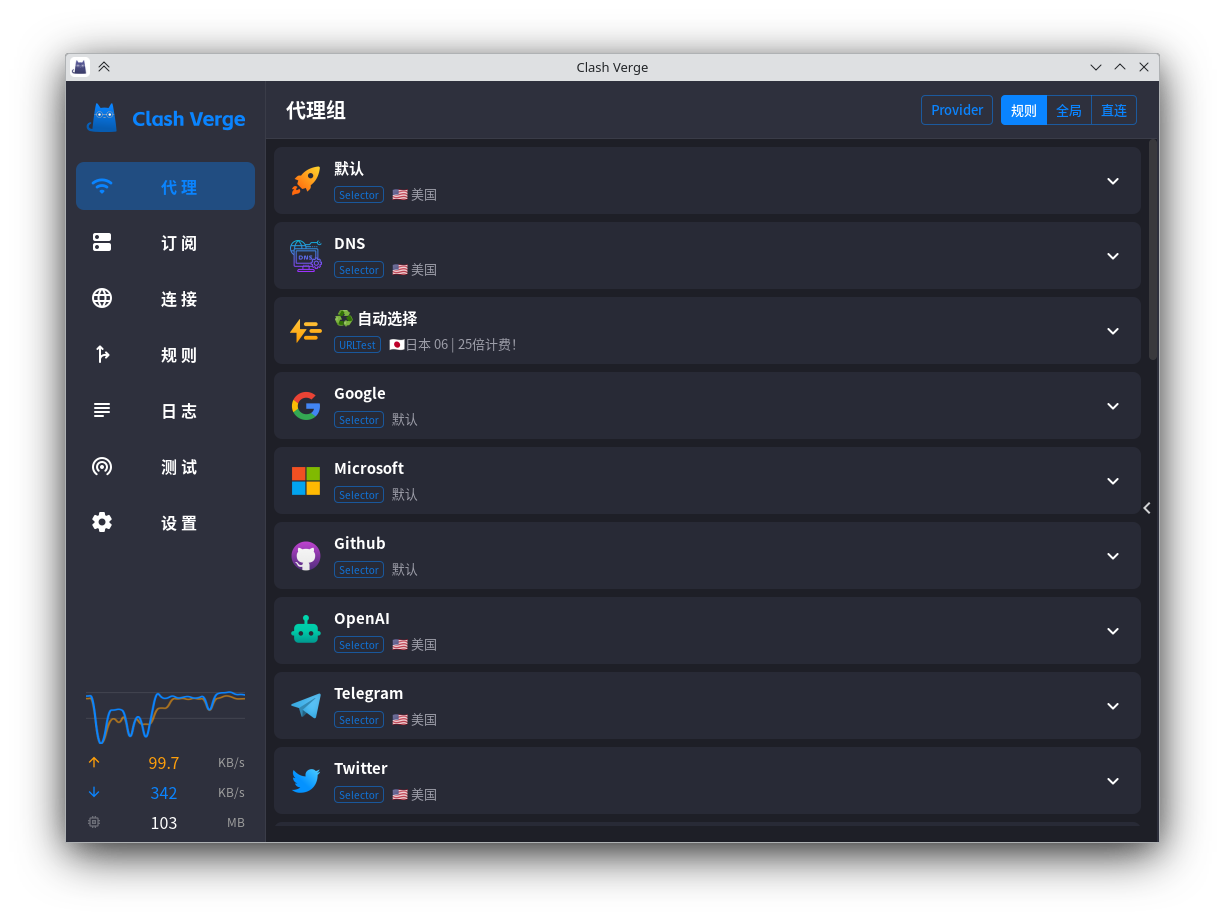 Clash Verge
Clash Verge
代理
订阅
连接
规则
日志
测试
设置
99.7 KB/s
342 KB/s
103 MB
代理组
Provider 规则 全局 直连
默认
Selector 🇺🇸 美国
DNS
DNS
Selector 🇺🇸 美国
♻️ 自动选择
URLTest 🇯🇵日本 06 | 25倍计费!
Google
Selector 默认
Microsoft
Selector 默认
Github
Selector 默认
OpenAI
Selector 🇺🇸 美国
Telegram
Selector 🇺🇸 美国
Twitter
Selector 🇺🇸 美国